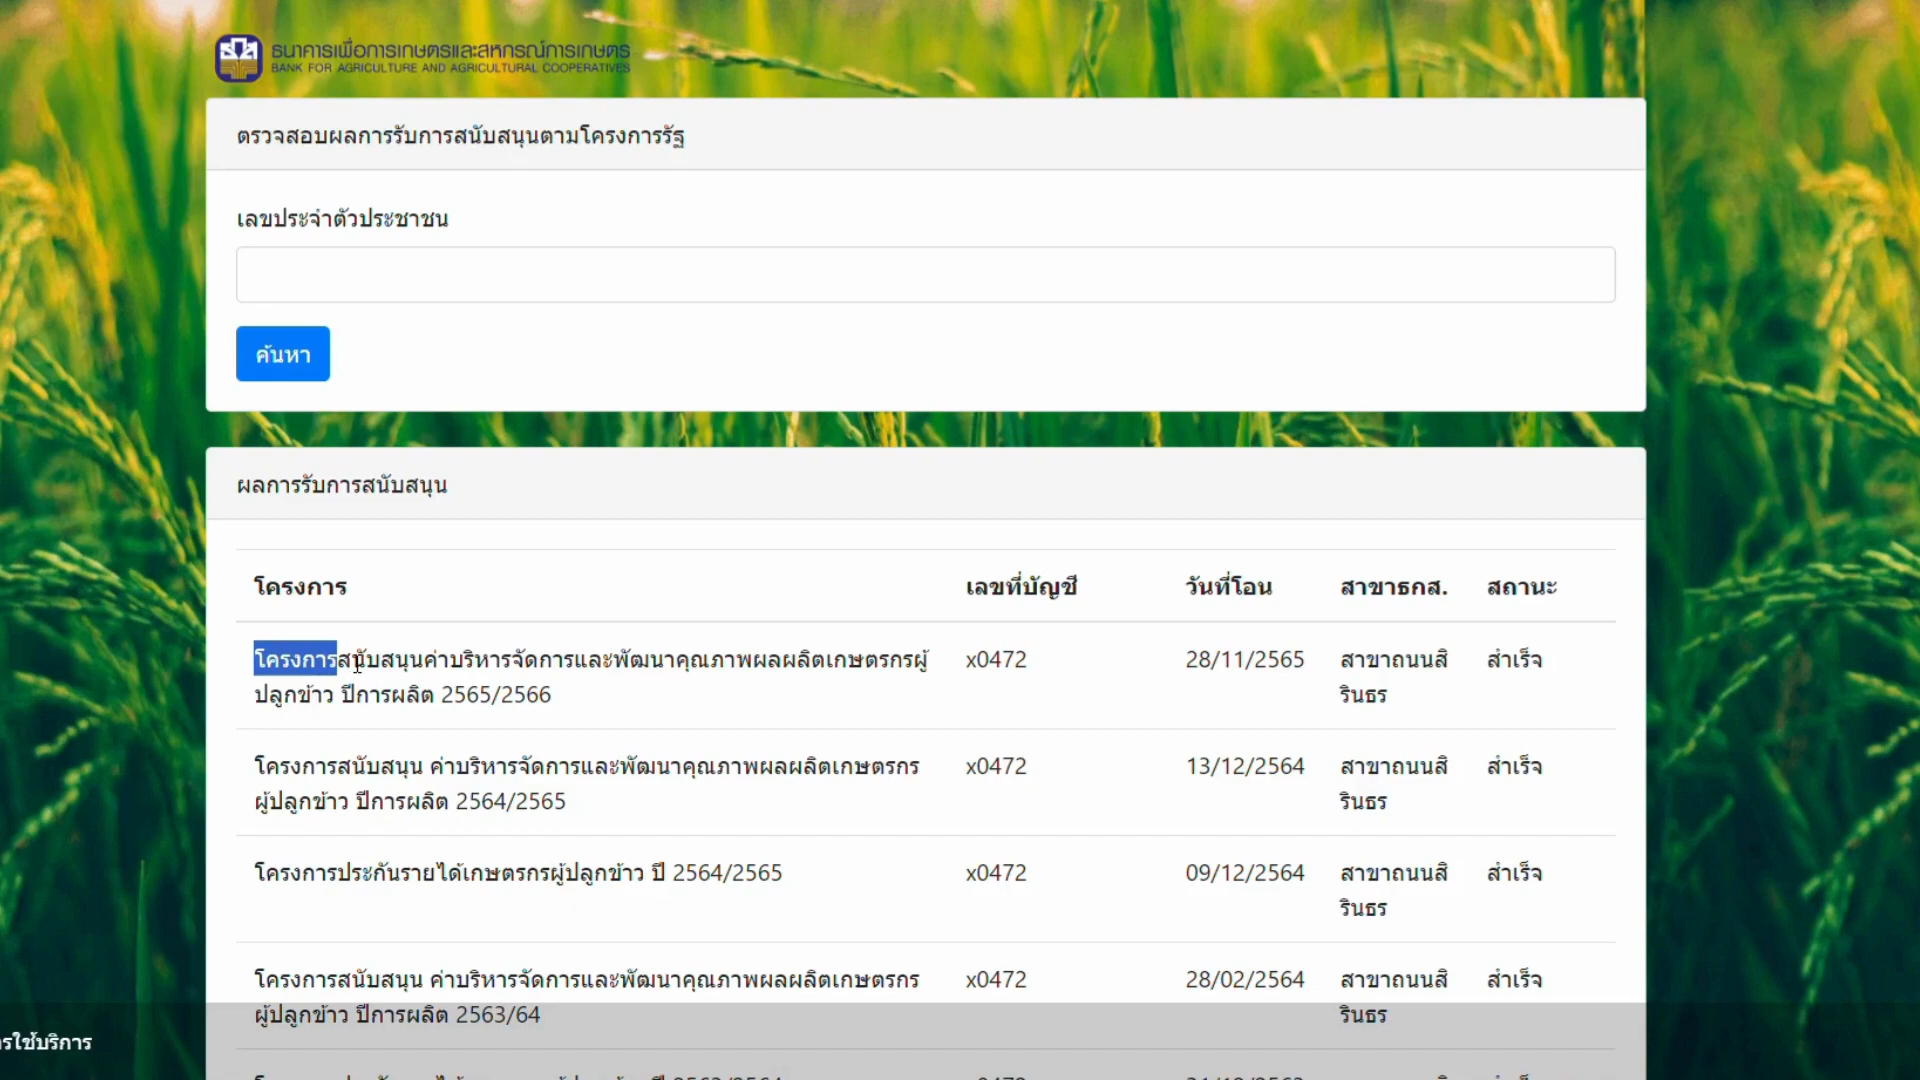 ธนาคารเพื่อการเกษตรและสหกรณ์การเกษตร
BANK FOR AGRICULTURE AND AGRICULTURAL COOPERATIVES
ตรวจสอบผลการรับการสนับสนุนตามโครงการรัฐ
เลขประจำตัวประชาชน
ค้นหา
ผลการรับการสนับสนุน
โครงการ เลขที่บัญชี วันที่โอน สาขาธกส. สถานะ
โครงการสนับสนุนค่าบริหารจัดการและพัฒนาคุณภาพผลผลิตเกษตรกรผู้ x0472 28/11/2565 สาขาถนนสิ สำเร็จ
ปลูกข้าว ปีการผลิต 2565/2566 รินธร
โครงการสนับสนุน ค่าบริหารจัดการและพัฒนาคุณภาพผลผลิตเกษตรกร x0472 13/12/2564 สาขาถนนสิ สำเร็จ
ผู้ปลูกข้าว ปีการผลิต 2564/2565 รินธร
โครงการประกันรายได้เกษตรกรผู้ปลูกข้าว ปี 2564/2565 x0472 09/12/2564 สาขาถนนสิ สำเร็จ
รินธร
โครงการสนับสนุน ค่าบริหารจัดการและพัฒนาคุณภาพผลผลิตเกษตรกร x0472 28/02/2564 สาขาถนนสิ สำเร็จ
ผู้ปลูกข้าว ปีการผลิต 2563/64 รินธร
รใช้บริการ